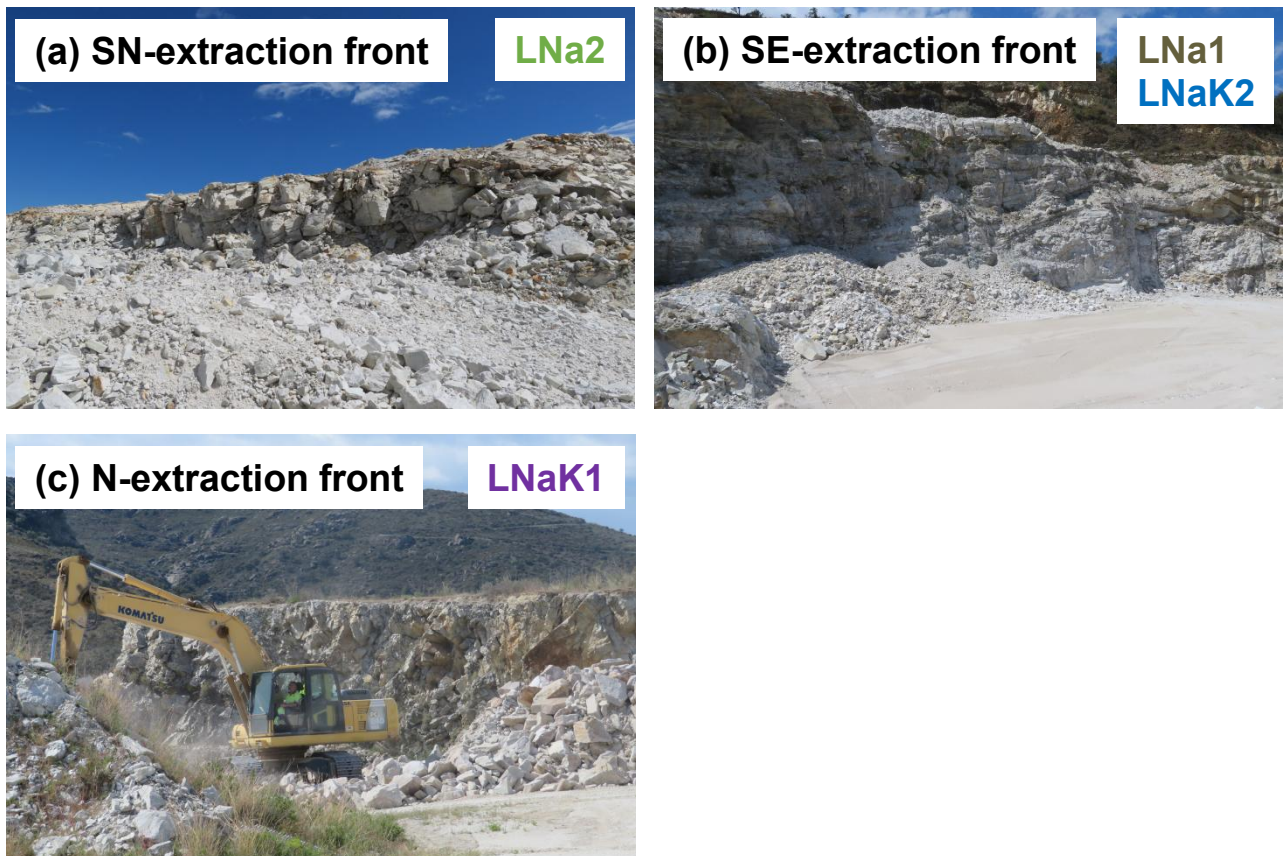 (a) SN-extraction front
LNa2
(b) SE-extraction front
LNa1
LNaK2
(c) N-extraction front
LNaK1
KOMATSU